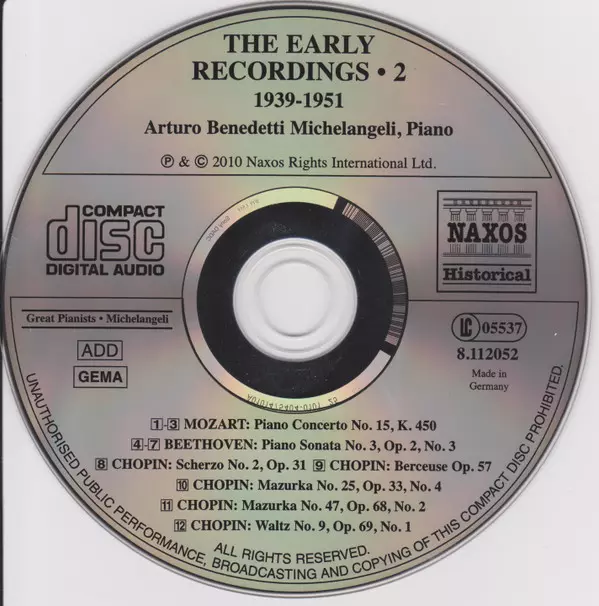 THE EARLY
RECORDINGS • 2
1939-1951
Arturo Benedetti Michelangeli, Piano
℗ & © 2010 Naxos Rights International Ltd.
COMPACT
disc
DIGITAL AUDIO
NAXOS
Historical
Great Pianists • Michelangeli
ADD
GEMA
LC 05537
8.112052
Made in
Germany
1-3 MOZART: Piano Concerto No. 15, K. 450
4-7 BEETHOVEN: Piano Sonata No. 3, Op. 2, No. 3
8 CHOPIN: Scherzo No. 2, Op. 31 9 CHOPIN: Berceuse Op. 57
10 CHOPIN: Mazurka No. 25, Op. 33, No. 4
11 CHOPIN: Mazurka No. 47, Op. 68, No. 2
12 CHOPIN: Waltz No. 9, Op. 69, No. 1
ALL RIGHTS RESERVED.
UNAUTHORISED PUBLIC PERFORMANCE, BROADCASTING AND COPYING OF THIS COMPACT DISC PROHIBITED.